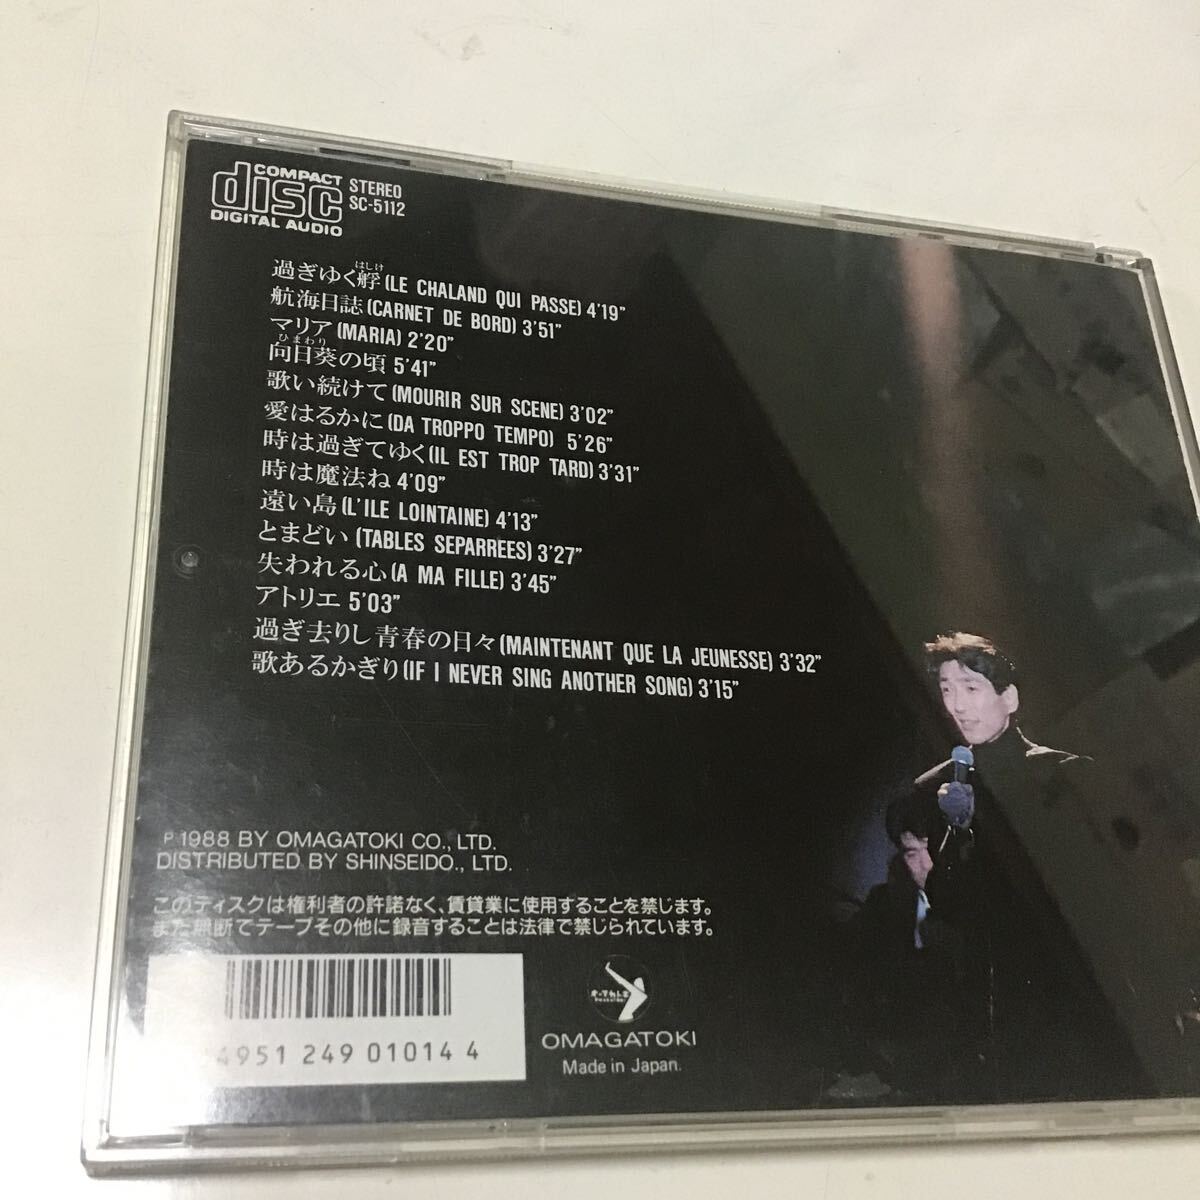 COMPACT
disc
DIGITAL AUDIO
STEREO
SC-5112
はしけ
過ぎゆく艀(LE CHALAND QUI PASSE) 4'19"
航海日誌(CARNET DE BORD) 3'51"
マリア(MARIA) 2'20"
ひまわり
向日葵の頃 5'41"
歌い続けて(MOURIR SUR SCENE) 3'02"
愛はるかに(DA TROPPO TEMPO) 5'26"
時は過ぎてゆく(IL EST TROP TARD) 3'31"
時は魔法ね 4'09"
遠い島(L'ILE LOINTAINE) 4'13"
とまどい(TABLES SEPARREES) 3'27"
失われる心(A MA FILLE) 3'45"
アトリエ 5'03"
過ぎ去りし青春の日々(MAINTENANT QUE LA JEUNESSE) 3'32"
歌あるかぎり(IF I NEVER SING ANOTHER SONG) 3'15"
℗ 1988 BY OMAGATOKI CO., LTD.
DISTRIBUTED BY SHINSEIDO., LTD.
このディスクは権利者の許諾なく、賃貸業に使用することを禁じます。
また無断でテープその他に録音することは法律で禁じられています。
4951 249 01014 4
OMAGATOKI
Made in Japan.